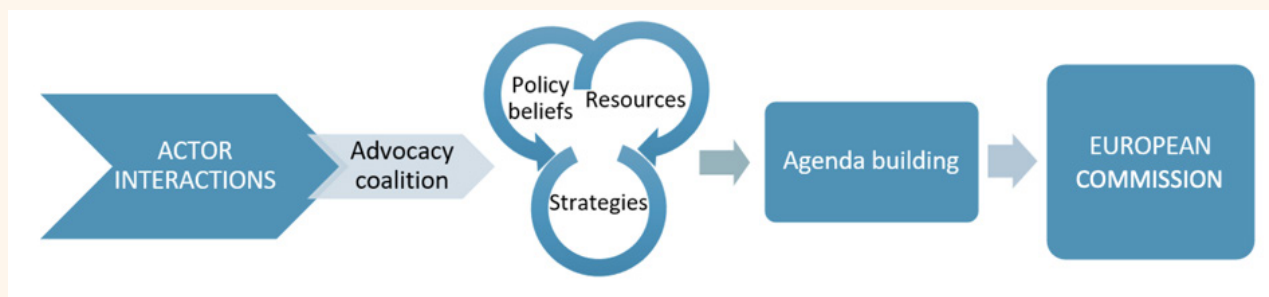 ACTOR
INTERACTIONS
Advocacy
coalition
Policy
beliefs
Resources
Strategies
Agenda building
EUROPEAN
COMMISSION